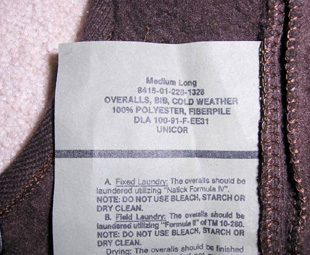 Medium Long
8415-01-228-1328
OVERALLS, BIB, COLD WEATHER
100% POLYESTER, FIBERPILE
DLA 100-91-F-EE31
UNICOR
A. Fixed Laundry: The overalls should be
laundered utilizing "Natick Formula IV".
NOTE: DO NOT USE BLEACH, STARCH OR
DRY CLEAN.
B. Field Laundry: The overalls should be
laundered utilizing "Formula II" of TM 10-280.
NOTE: DO NOT USE BLEACH, STARCH OR
DRY CLEAN.
Drying: The overalls should be finished